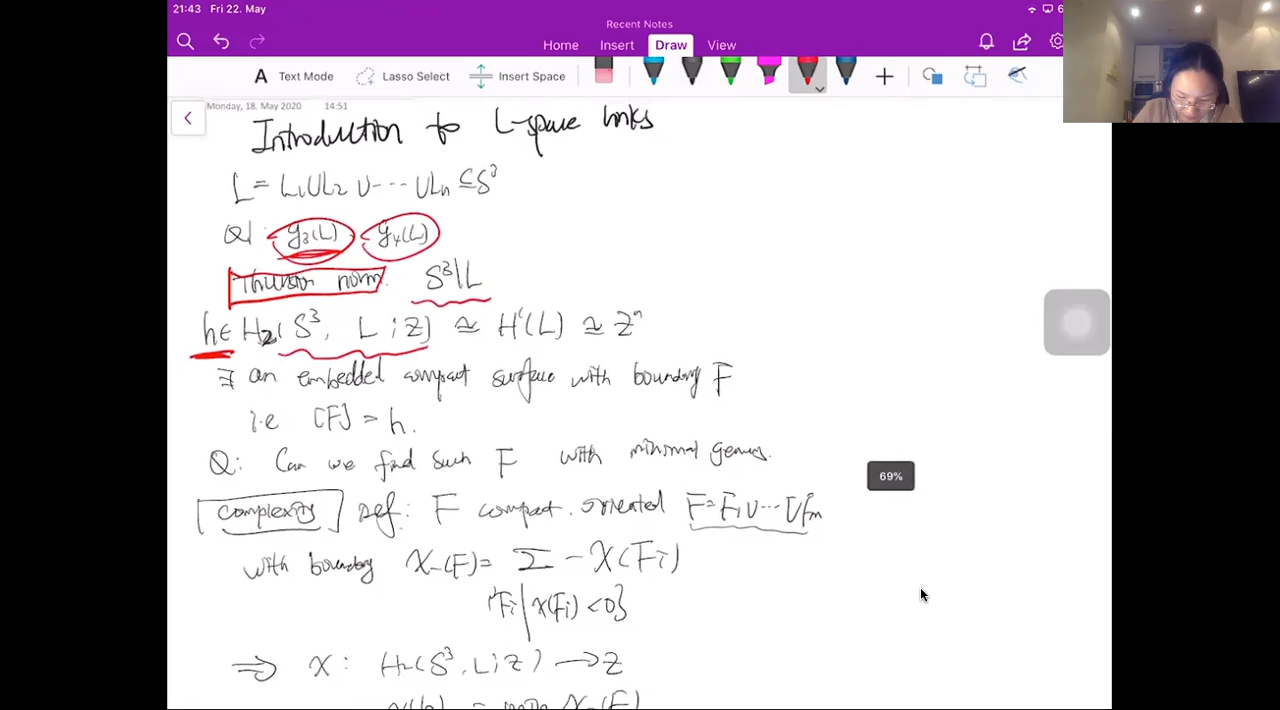 21:43 Fri 22. May
Recent Notes
Home Insert Draw View
Text Mode Lasso Select Insert Space
Monday, 18. May 2020 14:51
Introduction to L-space links
L = L₁∪L₂ ∪ ··· ∪Lₙ ⊆S³
Q: g₃(L) g₄(L)
Thurston norm. S³\L
h∈ H₂(S³, L; Z) ≅ H¹(L) ≅ Zⁿ
∃ an embedded compact surface with boundary F
i.e [F] = h.
Q: Can we find such F with minimal genus.
Complexity Def: F compact. oriented F=F₁∪···∪Fₘ
with boundary χ₋(F)= Σ -χ(Fᵢ)
{Fᵢ|χ(Fᵢ)<0}
⇒ χ: H₂(S³, L; Z) → Z
= min χ₋(F)
69%